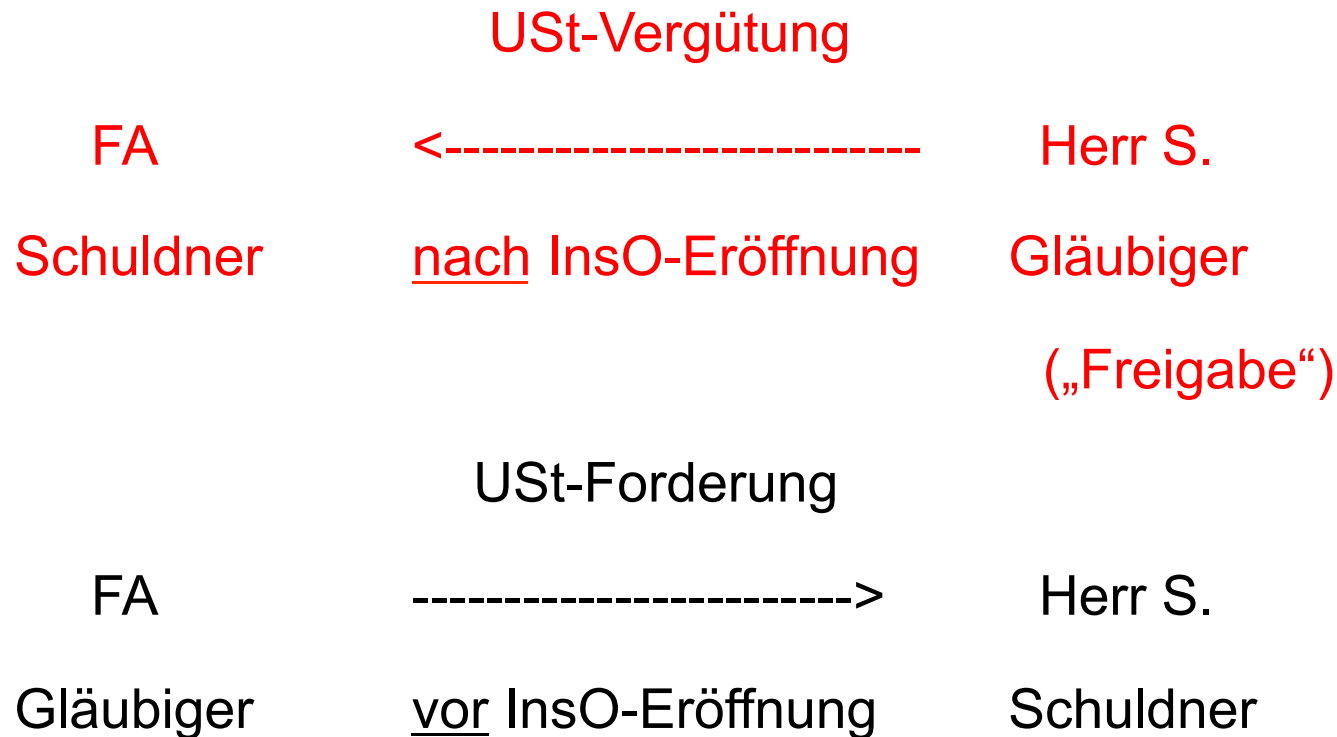 USt-Vergütung
FA <-------------------------- Herr S.
Schuldner nach InsO-Eröffnung Gläubiger
(„Freigabe“)
USt-Forderung
FA ------------------------> Herr S.
Gläubiger vor InsO-Eröffnung Schuldner